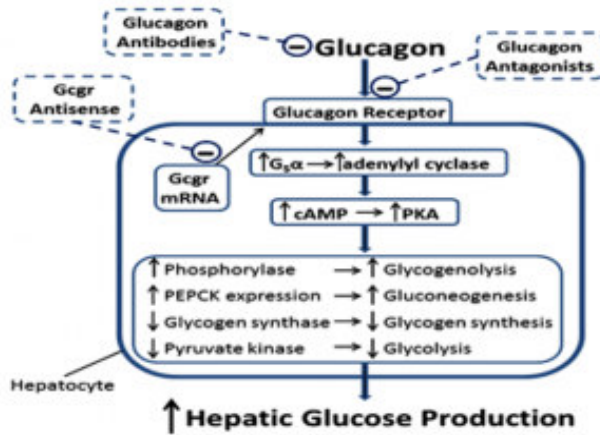 Glucagon
Antibodies
⊖ Glucagon
Glucagon
Antagonists
⊖
Gcgr
Antisense
Glucagon Receptor
⊖
Gcgr
mRNA
↑Gsα → ↑adenylyl cyclase
↑ cAMP → ↑PKA
↑ Phosphorylase → ↑ Glycogenolysis
↑ PEPCK expression → ↑ Gluconeogenesis
↓ Glycogen synthase → ↓ Glycogen synthesis
↓ Pyruvate kinase → ↓ Glycolysis
Hepatocyte
↑ Hepatic Glucose Production